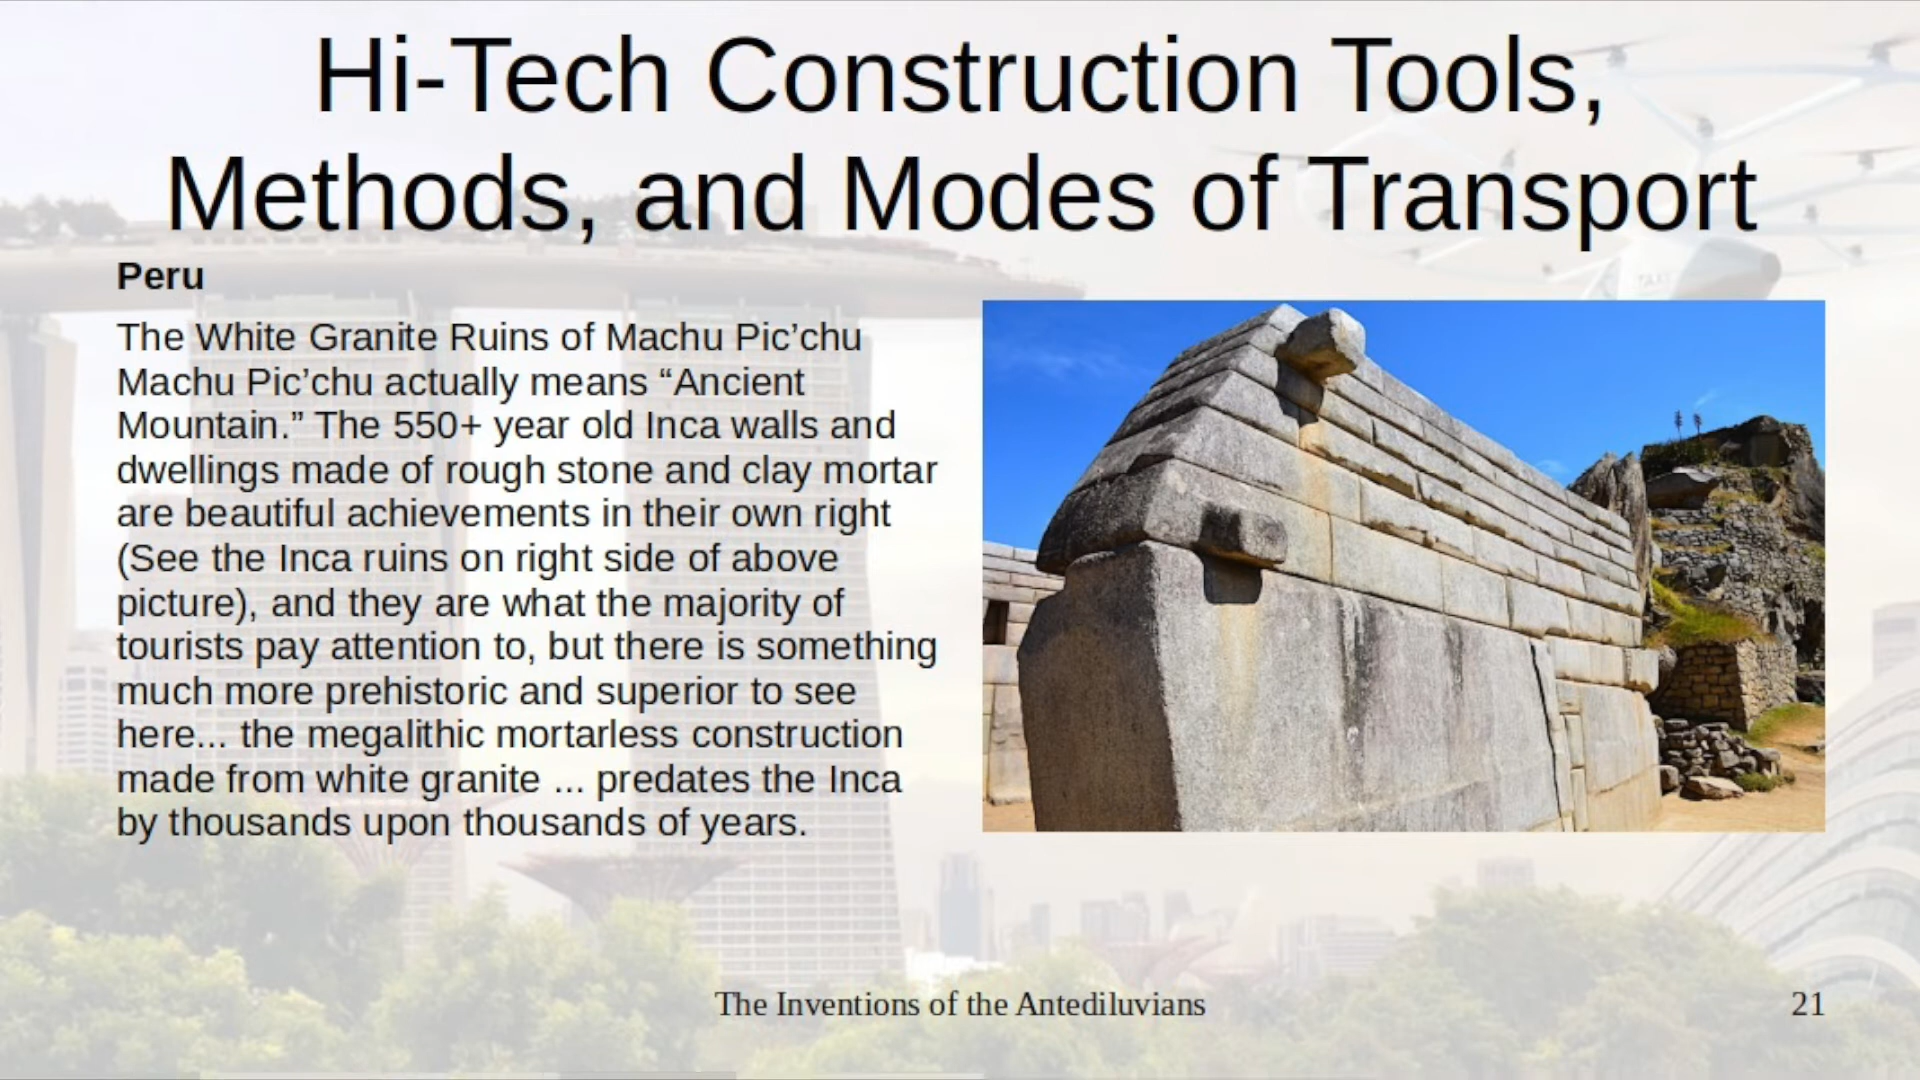 Hi-Tech Construction Tools,
Methods, and Modes of Transport
Peru
The White Granite Ruins of Machu Pic’chu
Machu Pic’chu actually means “Ancient
Mountain.” The 550+ year old Inca walls and
dwellings made of rough stone and clay mortar
are beautiful achievements in their own right
(See the Inca ruins on right side of above
picture), and they are what the majority of
tourists pay attention to, but there is something
much more prehistoric and superior to see
here... the megalithic mortarless construction
made from white granite ... predates the Inca
by thousands upon thousands of years.
The Inventions of the Antediluvians
21